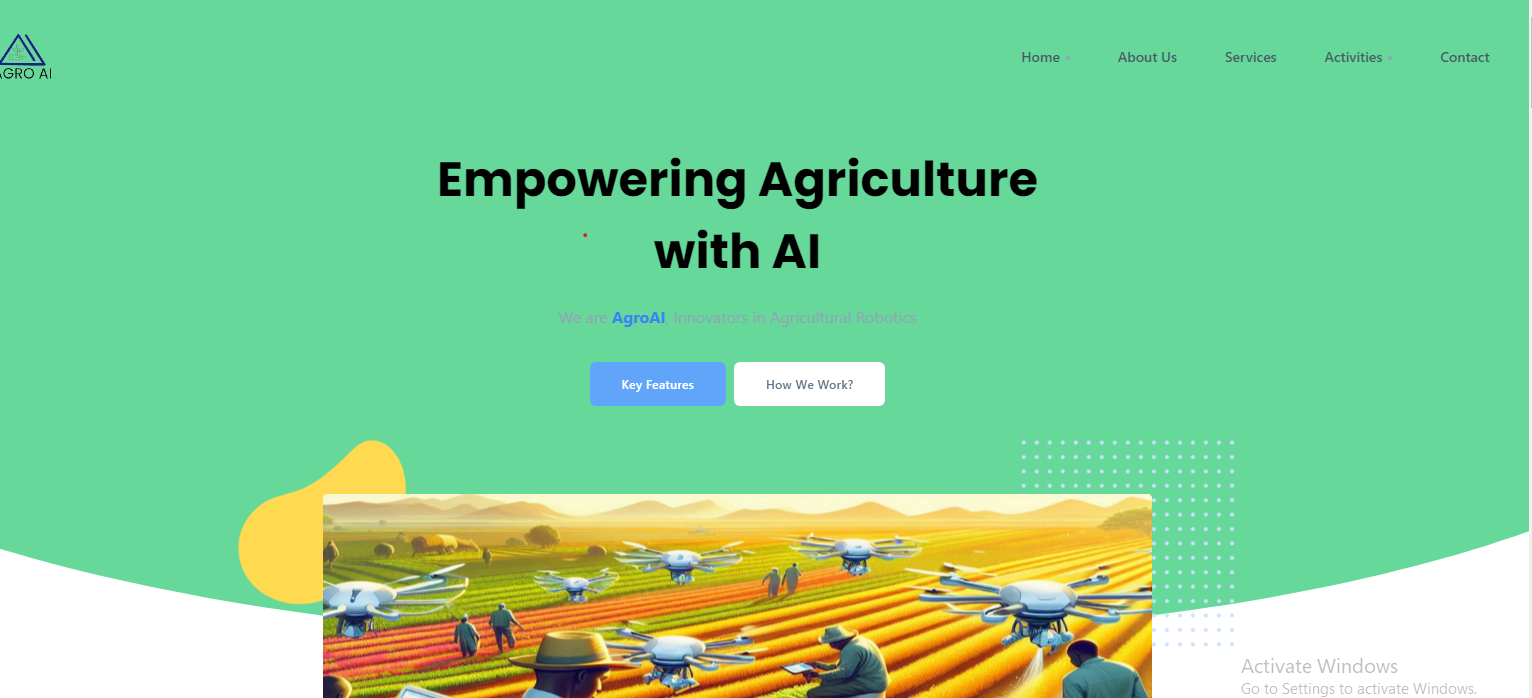 AGRO AI
Home
About Us
Services
Activities
Contact
Empowering Agriculture
with AI
We are AgroAI, Innovators in Agricultural Robotics
Key Features
How We Work?
Activate Windows
Go to Settings to activate Windows.